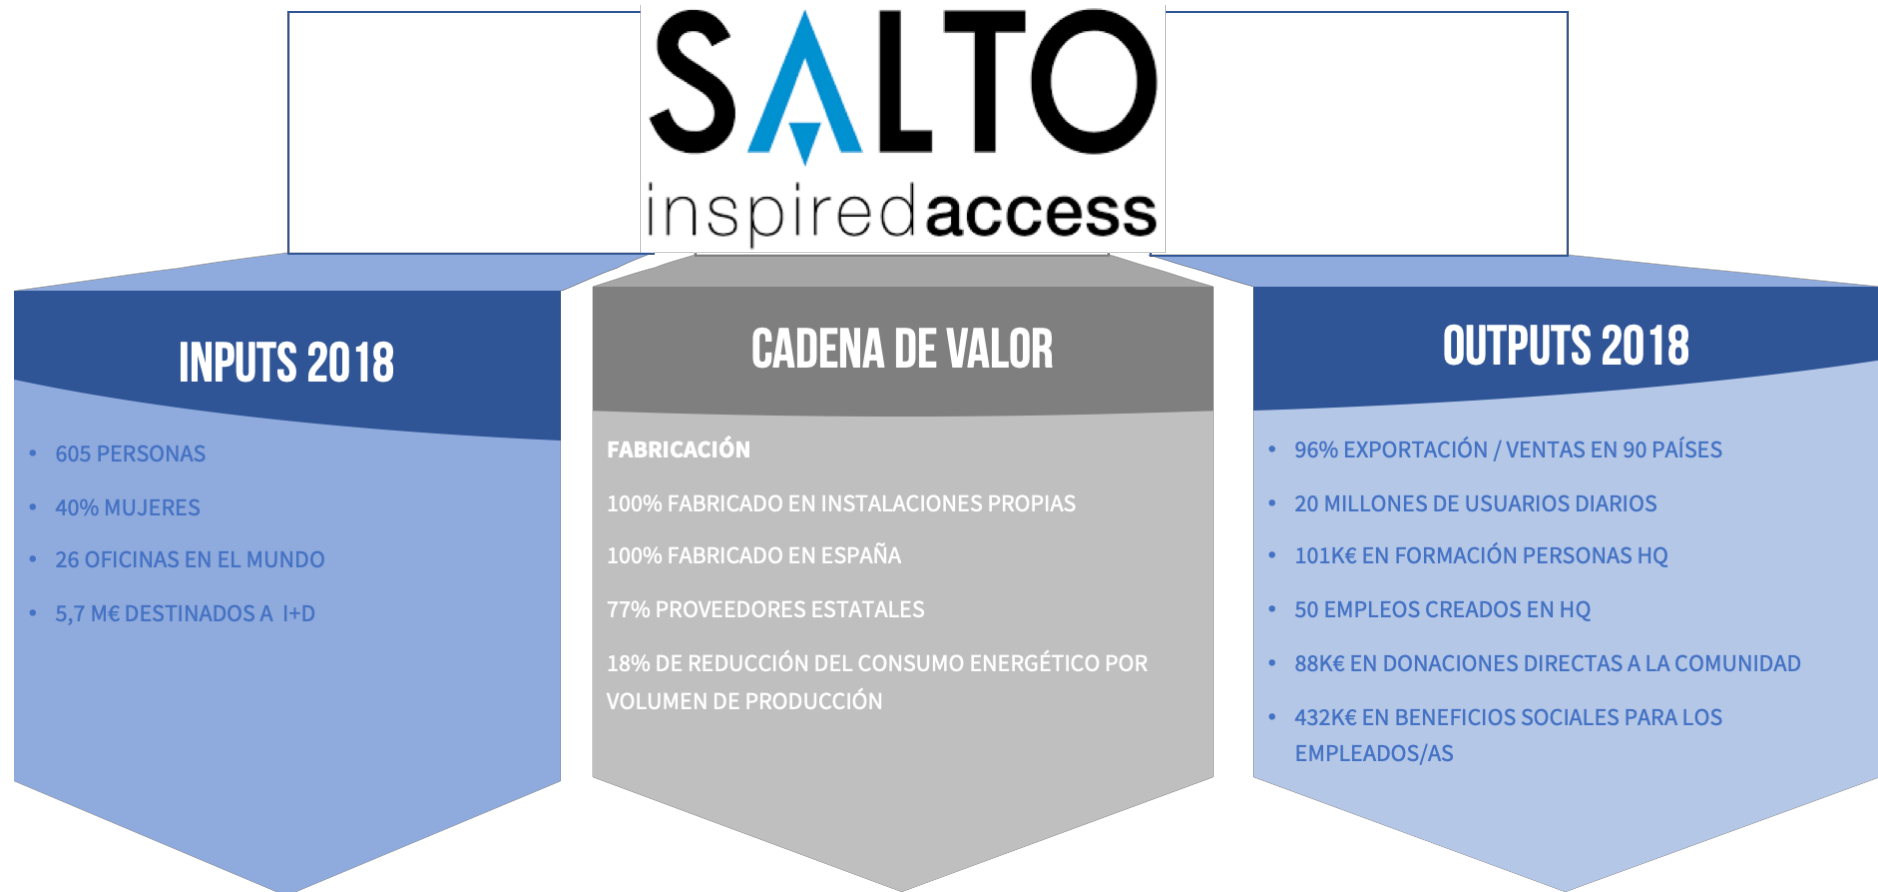 SALTO
inspiredaccess
INPUTS 2018
• 605 PERSONAS
• 40% MUJERES
• 26 OFICINAS EN EL MUNDO
• 5,7 M€ DESTINADOS A I+D
CADENA DE VALOR
FABRICACIÓN
100% FABRICADO EN INSTALACIONES PROPIAS
100% FABRICADO EN ESPAÑA
77% PROVEEDORES ESTATALES
18% DE REDUCCIÓN DEL CONSUMO ENERGÉTICO POR
VOLUMEN DE PRODUCCIÓN
OUTPUTS 2018
• 96% EXPORTACIÓN / VENTAS EN 90 PAÍSES
• 20 MILLONES DE USUARIOS DIARIOS
• 101K€ EN FORMACIÓN PERSONAS HQ
• 50 EMPLEOS CREADOS EN HQ
• 88K€ EN DONACIONES DIRECTAS A LA COMUNIDAD
• 432K€ EN BENEFICIOS SOCIALES PARA LOS
EMPLEADOS/AS